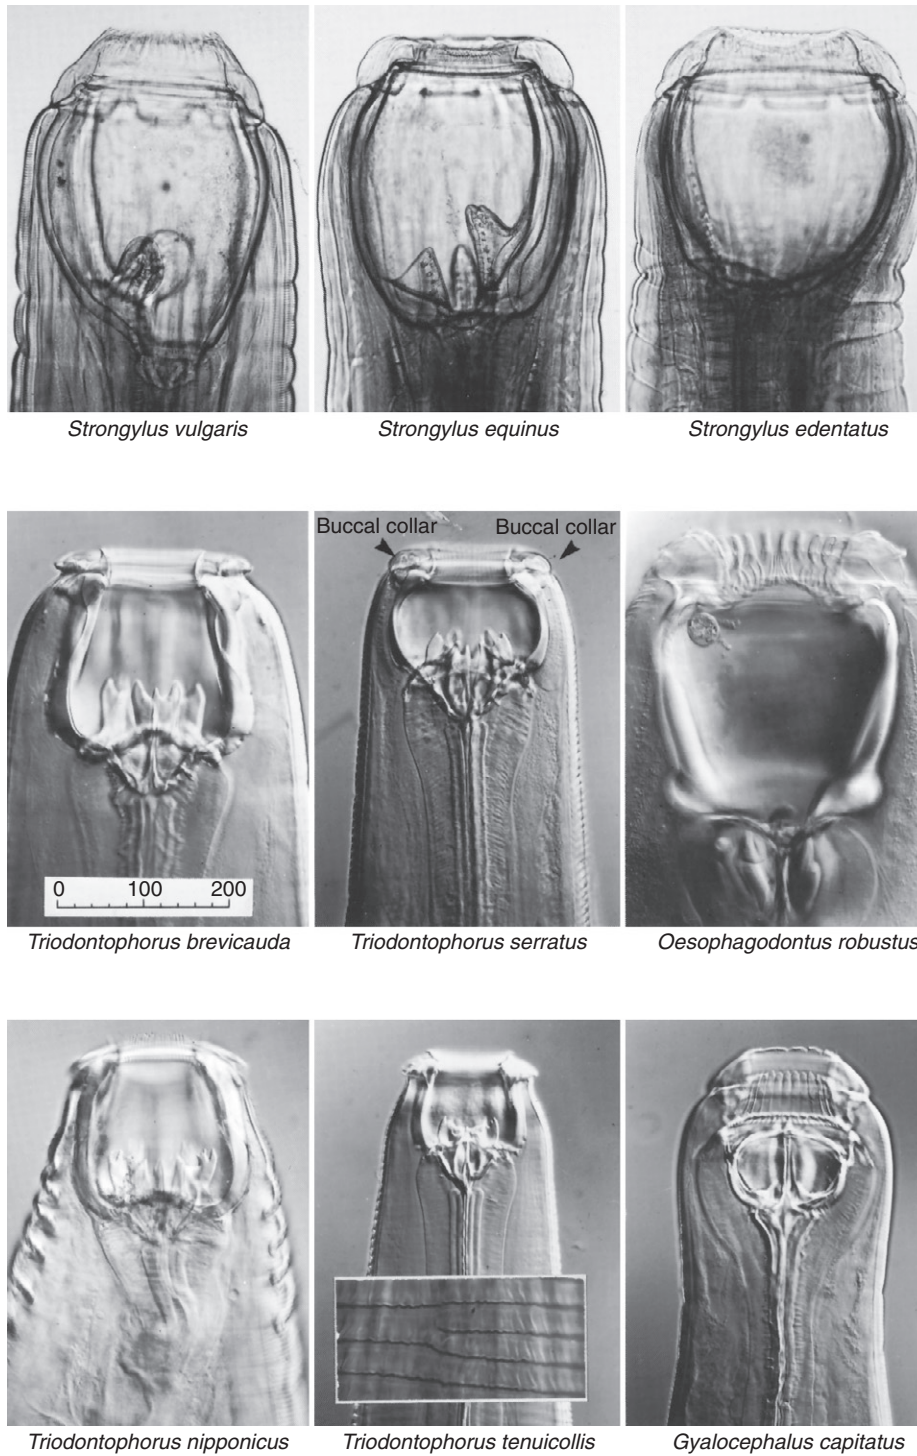 Strongylus vulgaris
Strongylus equinus
Strongylus edentatus
Buccal collar
Buccal collar
0 100 200
Triodontophorus brevicauda
Triodontophorus serratus
Oesophagodontus robustus
Triodontophorus nipponicus
Triodontophorus tenuicollis
Gyalocephalus capitatus